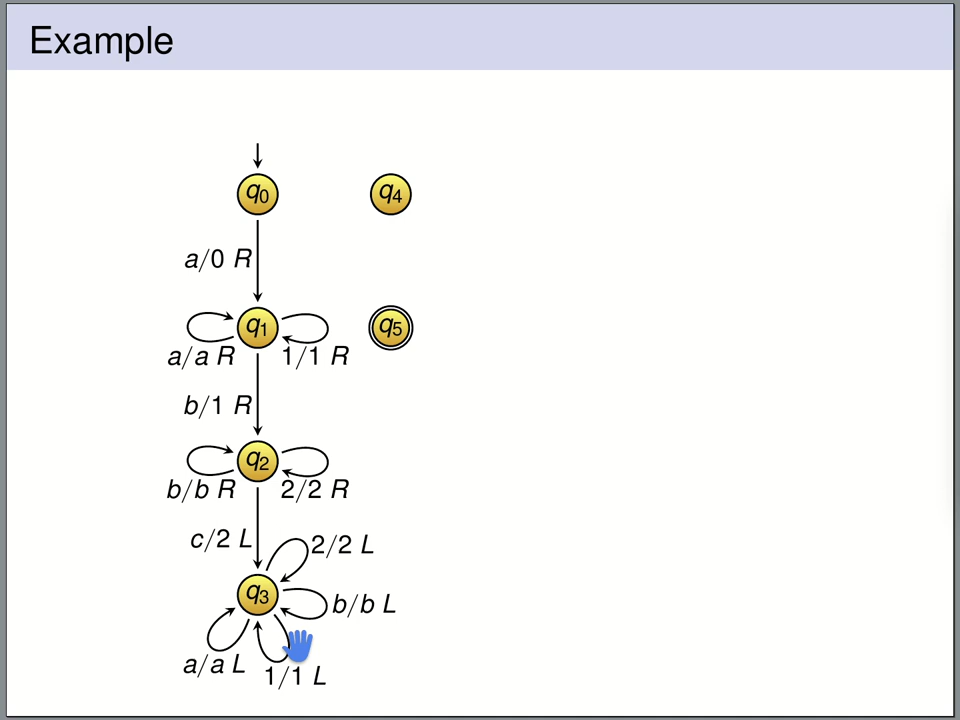 Example
q0 q4
a/0 R
q1 q5
a/a R 1/1 R
b/1 R
q2
b/b R 2/2 R
c/2 L 2/2 L
q3
b/b L
a/a L 1/1 L